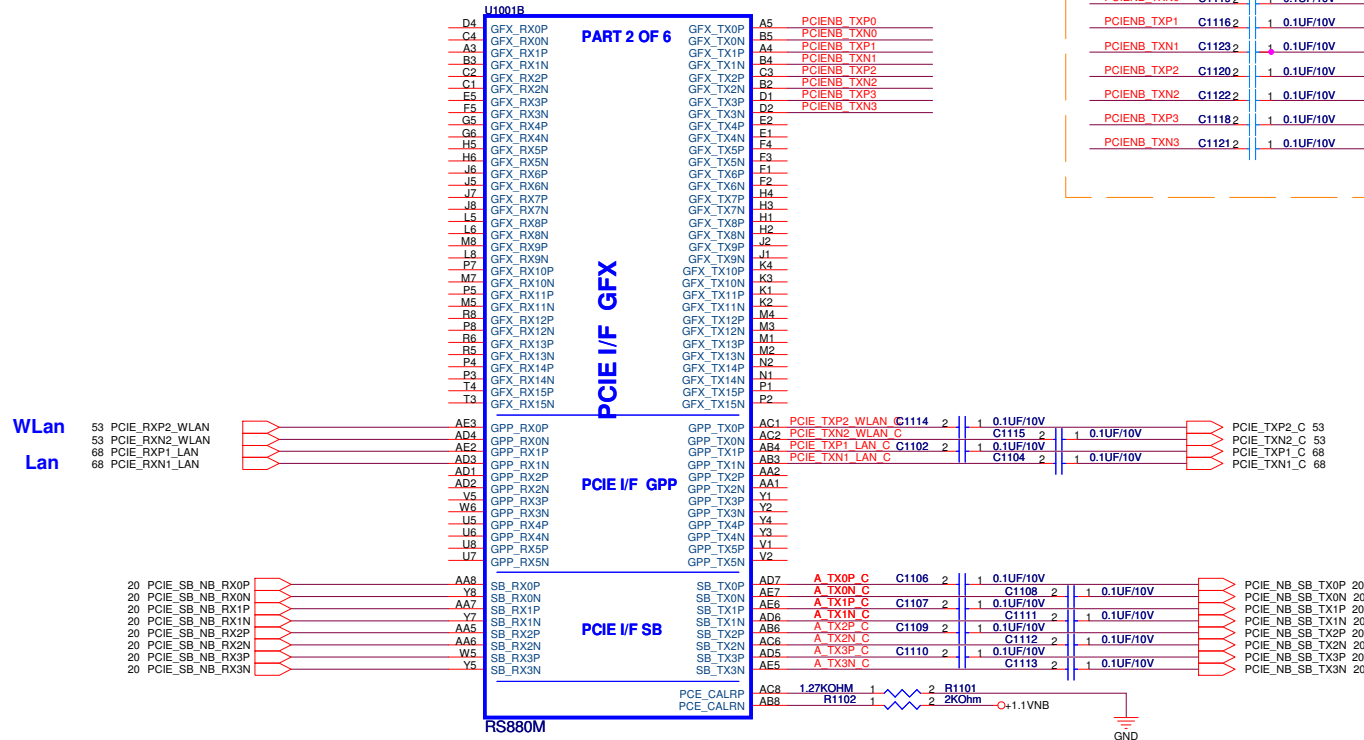 U1001B
PART 2 OF 6
D4 GFX_RX0P GFX_TX0P A5 PCIENB_TXP0
C4 GFX_RX0N GFX_TX0N B5 PCIENB_TXN0
A3 GFX_RX1P GFX_TX1P A4 PCIENB_TXP1
B3 GFX_RX1N GFX_TX1N B4 PCIENB_TXN1
C2 GFX_RX2P GFX_TX2P C3 PCIENB_TXP2
C1 GFX_RX2N GFX_TX2N B2 PCIENB_TXN2
E5 GFX_RX3P GFX_TX3P D1 PCIENB_TXP3
F5 GFX_RX3N GFX_TX3N D2 PCIENB_TXN3
G5 GFX_RX4P GFX_TX4P E2
G6 GFX_RX4N GFX_TX4N E1
H5 GFX_RX5P GFX_TX5P F4
H6 GFX_RX5N GFX_TX5N F3
J6 GFX_RX6P GFX_TX6P F1
J5 GFX_RX6N GFX_TX6N F2
J7 GFX_RX7P GFX_TX7P H4
J8 GFX_RX7N GFX_TX7N H3
L5 GFX_RX8P GFX_TX8P H1
L6 GFX_RX8N GFX_TX8N H2
M8 GFX_RX9P GFX_TX9P J2
L8 GFX_RX9N GFX_TX9N J1
P7 GFX_RX10P GFX_TX10P K4
M7 GFX_RX10N GFX_TX10N K3
P5 GFX_RX11P GFX_TX11P K1
M5 GFX_RX11N GFX_TX11N K2
R8 GFX_RX12P GFX_TX12P M4
P8 GFX_RX12N GFX_TX12N M3
R6 GFX_RX13P GFX_TX13P M1
R5 GFX_RX13N GFX_TX13N M2
P4 GFX_RX14P GFX_TX14P N2
P3 GFX_RX14N GFX_TX14N N1
T4 GFX_RX15P GFX_TX15P P1
T3 GFX_RX15N GFX_TX15N P2
PCIE I/F GFX
PCIENB_TXP1 C1116 2 1 0.1UF/10V
PCIENB_TXN1 C1123 2 1 0.1UF/10V
PCIENB_TXP2 C1120 2 1 0.1UF/10V
PCIENB_TXN2 C1122 2 1 0.1UF/10V
PCIENB_TXP3 C1118 2 1 0.1UF/10V
PCIENB_TXN3 C1121 2 1 0.1UF/10V
WLan
Lan
53 PCIE_RXP2_WLAN AE3 GPP_RX0P GPP_TX0P AC1 PCIE_TXP2_WLAN_C C1114 2 1 0.1UF/10V PCIE_TXP2_C 53
53 PCIE_RXN2_WLAN AD4 GPP_RX0N GPP_TX0N AC2 PCIE_TXN2_WLAN_C C1115 2 1 0.1UF/10V PCIE_TXN2_C 53
68 PCIE_RXP1_LAN AE2 GPP_RX1P GPP_TX1P AB4 PCIE_TXP1_LAN_C C1102 2 1 0.1UF/10V PCIE_TXP1_C 68
68 PCIE_RXN1_LAN AD3 GPP_RX1N GPP_TX1N AB3 PCIE_TXN1_LAN_C C1104 2 1 0.1UF/10V PCIE_TXN1_C 68
AD1 GPP_RX2P GPP_TX2P AA2
AD2 GPP_RX2N GPP_TX2N AA1
V5 GPP_RX3P GPP_TX3P Y1
W6 GPP_RX3N GPP_TX3N Y2
U5 GPP_RX4P GPP_TX4P Y4
U6 GPP_RX4N GPP_TX4N Y3
U8 GPP_RX5P GPP_TX5P V1
U7 GPP_RX5N GPP_TX5N V2
PCIE I/F GPP
20 PCIE_SB_NB_RX0P AA8 SB_RX0P SB_TX0P AD7 A_TX0P_C C1106 2 1 0.1UF/10V PCIE_NB_SB_TX0P 20
20 PCIE_SB_NB_RX0N Y8 SB_RX0N SB_TX0N AE7 A_TX0N_C C1108 2 1 0.1UF/10V PCIE_NB_SB_TX0N 20
20 PCIE_SB_NB_RX1P AA7 SB_RX1P SB_TX1P AE6 A_TX1P_C C1107 2 1 0.1UF/10V PCIE_NB_SB_TX1P 20
20 PCIE_SB_NB_RX1N Y7 SB_RX1N SB_TX1N AD6 A_TX1N_C C1111 2 1 0.1UF/10V PCIE_NB_SB_TX1N 20
20 PCIE_SB_NB_RX2P AA5 SB_RX2P SB_TX2P AB6 A_TX2P_C C1109 2 1 0.1UF/10V PCIE_NB_SB_TX2P 20
20 PCIE_SB_NB_RX2N AA6 SB_RX2N SB_TX2N AC6 A_TX2N_C C1112 2 1 0.1UF/10V PCIE_NB_SB_TX2N 20
20 PCIE_SB_NB_RX3P W5 SB_RX3P SB_TX3P AD5 A_TX3P_C C1110 2 1 0.1UF/10V PCIE_NB_SB_TX3P 20
20 PCIE_SB_NB_RX3N Y5 SB_RX3N SB_TX3N AE5 A_TX3N_C C1113 2 1 0.1UF/10V PCIE_NB_SB_TX3N 20
PCIE I/F SB
PCE_CALRP AC8 1.27KOHM 1 2 R1101
PCE_CALRN AB8 R1102 1 2 2KOhm +1.1VNB
GND
RS880M